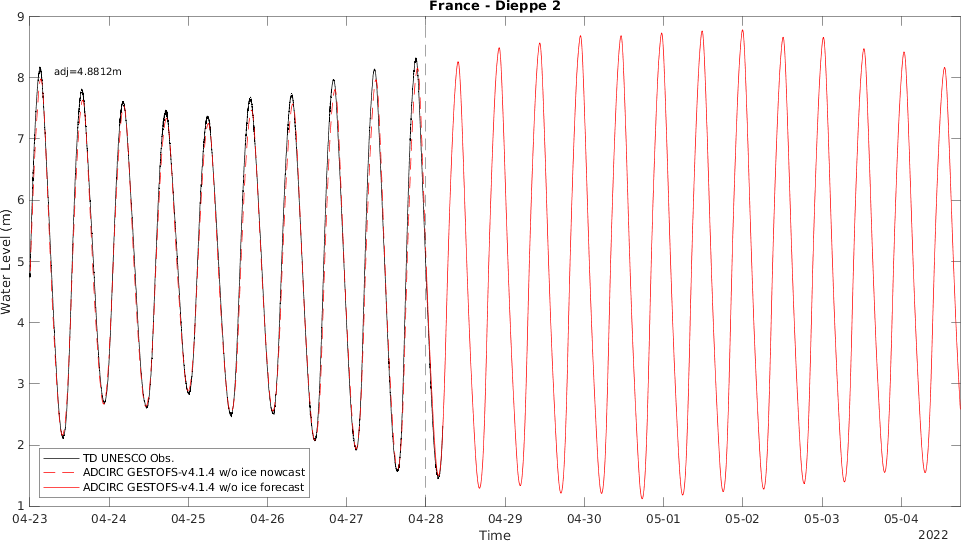 France - Dieppe 2
adj=4.8812m
9
8
7
6
5
4
3
2
1
Water Level (m)
TD UNESCO Obs.
ADCIRC GESTOFS-v4.1.4 w/o ice nowcast
ADCIRC GESTOFS-v4.1.4 w/o ice forecast
04-23 04-24 04-25 04-26 04-27 04-28 04-29 04-30 05-01 05-02 05-03 05-04
Time
2022